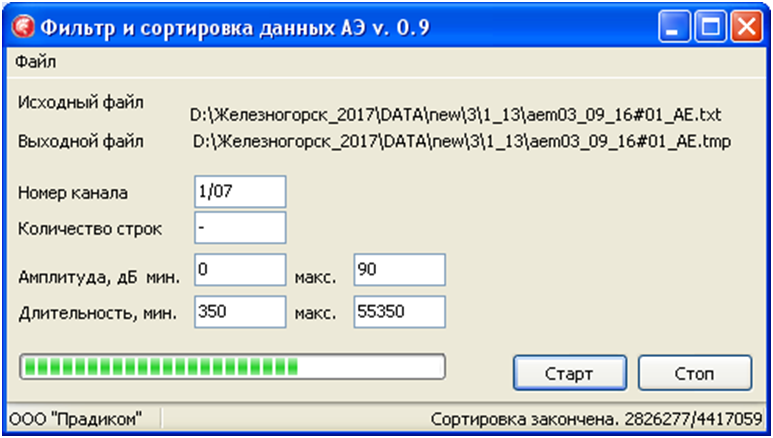 Фильтр и сортировка данных АЭ v. 0.9
Файл
Исходный файл D:\Железногорск_2017\DATA\new\3\1_13\aem03_09_16#01_AE.txt
Выходной файл D:\Железногорск_2017\DATA\new\3\1_13\aem03_09_16#01_AE.tmp
Номер канала 1/07
Количество строк -
Амплитуда, дБ мин. 0 макс. 90
Длительность, мин. 350 макс. 55350
Старт Стоп
ООО "Прадиком" Сортировка закончена. 2826277/4417059